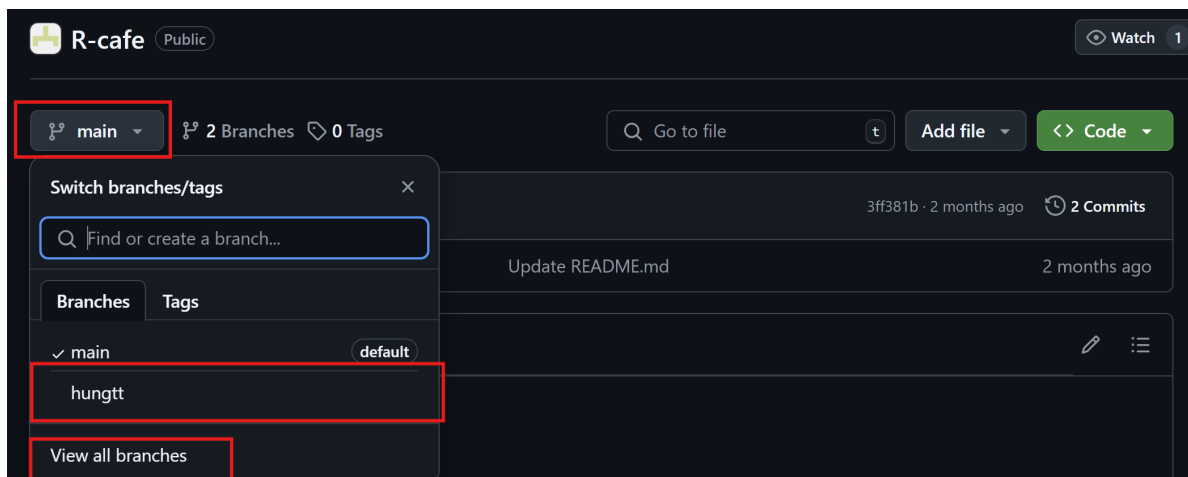 R-cafe Public Watch 1
main 2 Branches 0 Tags Go to file t Add file Code
Switch branches/tags
Find or create a branch...
Branches Tags
main default
hungtt
View all branches
3ff381b · 2 months ago 2 Commits
Update README.md 2 months ago